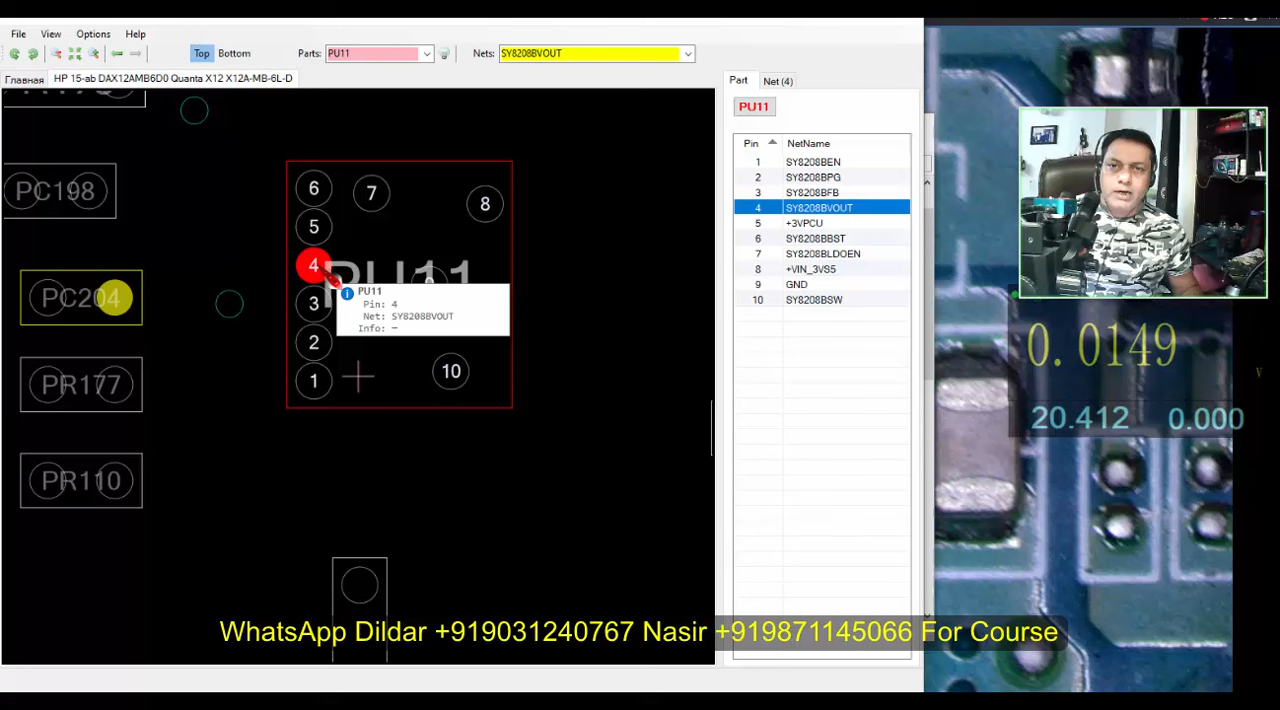 File View Options Help
Top Bottom Parts: PU11 Nets: SY8208BVOUT
Главная HP 15-ab DAX12AMB6D0 Quanta X12 X12A-MB-6L-D
Part Net (4)
PU11
Pin NetName
1 SY8208BEN
2 SY8208BPG
3 SY8208BFB
4 SY8208BVOUT
5 +3VPCU
6 SY8208BBST
7 SY8208BLDOEN
8 +VIN_3VS5
9 GND
10 SY8208BSW
PC198
PC204
PR177
PR110
6 7 8
5
4 PU11
3
2
1 10
PU11
Pin: 4
Net: SY8208BVOUT
Info: –
0.0149
V
20.412 0.000
WhatsApp Dildar +919031240767 Nasir +919871145066 For Course